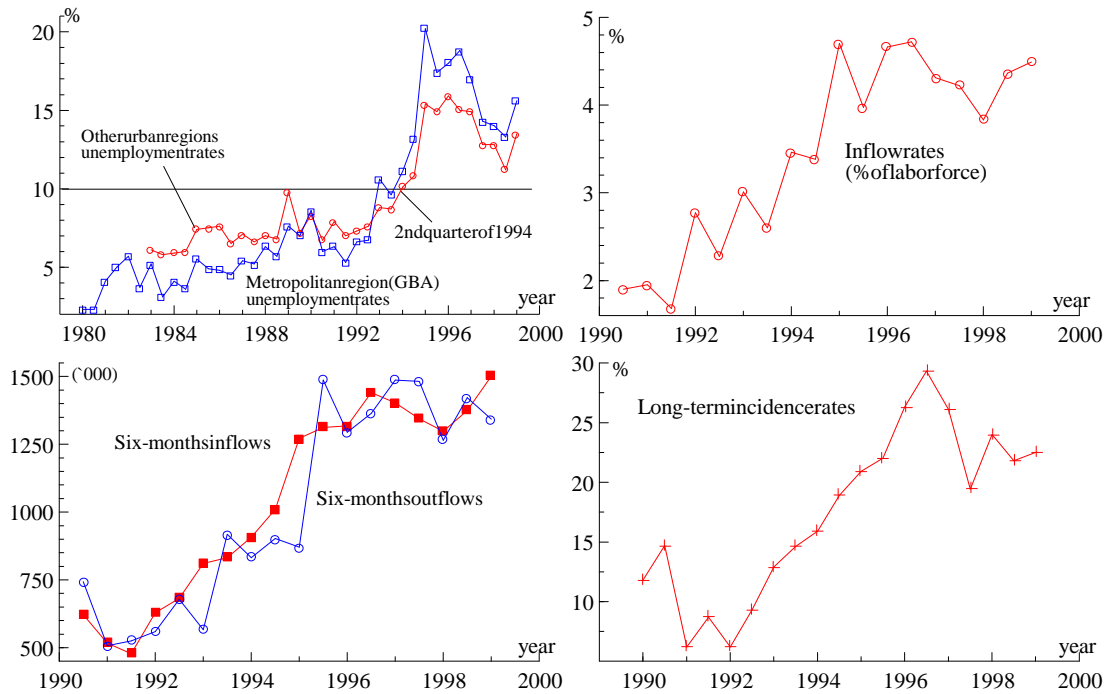 %
20
15
10
5
Otherurbanregions
unemploymentrates
2ndquarterof1994
Metropolitanregion(GBA)
unemploymentrates
year
1980 1984 1988 1992 1996 2000
5
%
4
3
2
Inflowrates
(%oflaborforce)
year
1990 1992 1994 1996 1998 2000
1500
(`000)
1250
1000
750
500
Six-monthsinflows
Six-monthsoutflows
year
1990 1992 1994 1996 1998 2000
30
%
25
20
15
10
Long-termincidencerates
year
1990 1992 1994 1996 1998 2000